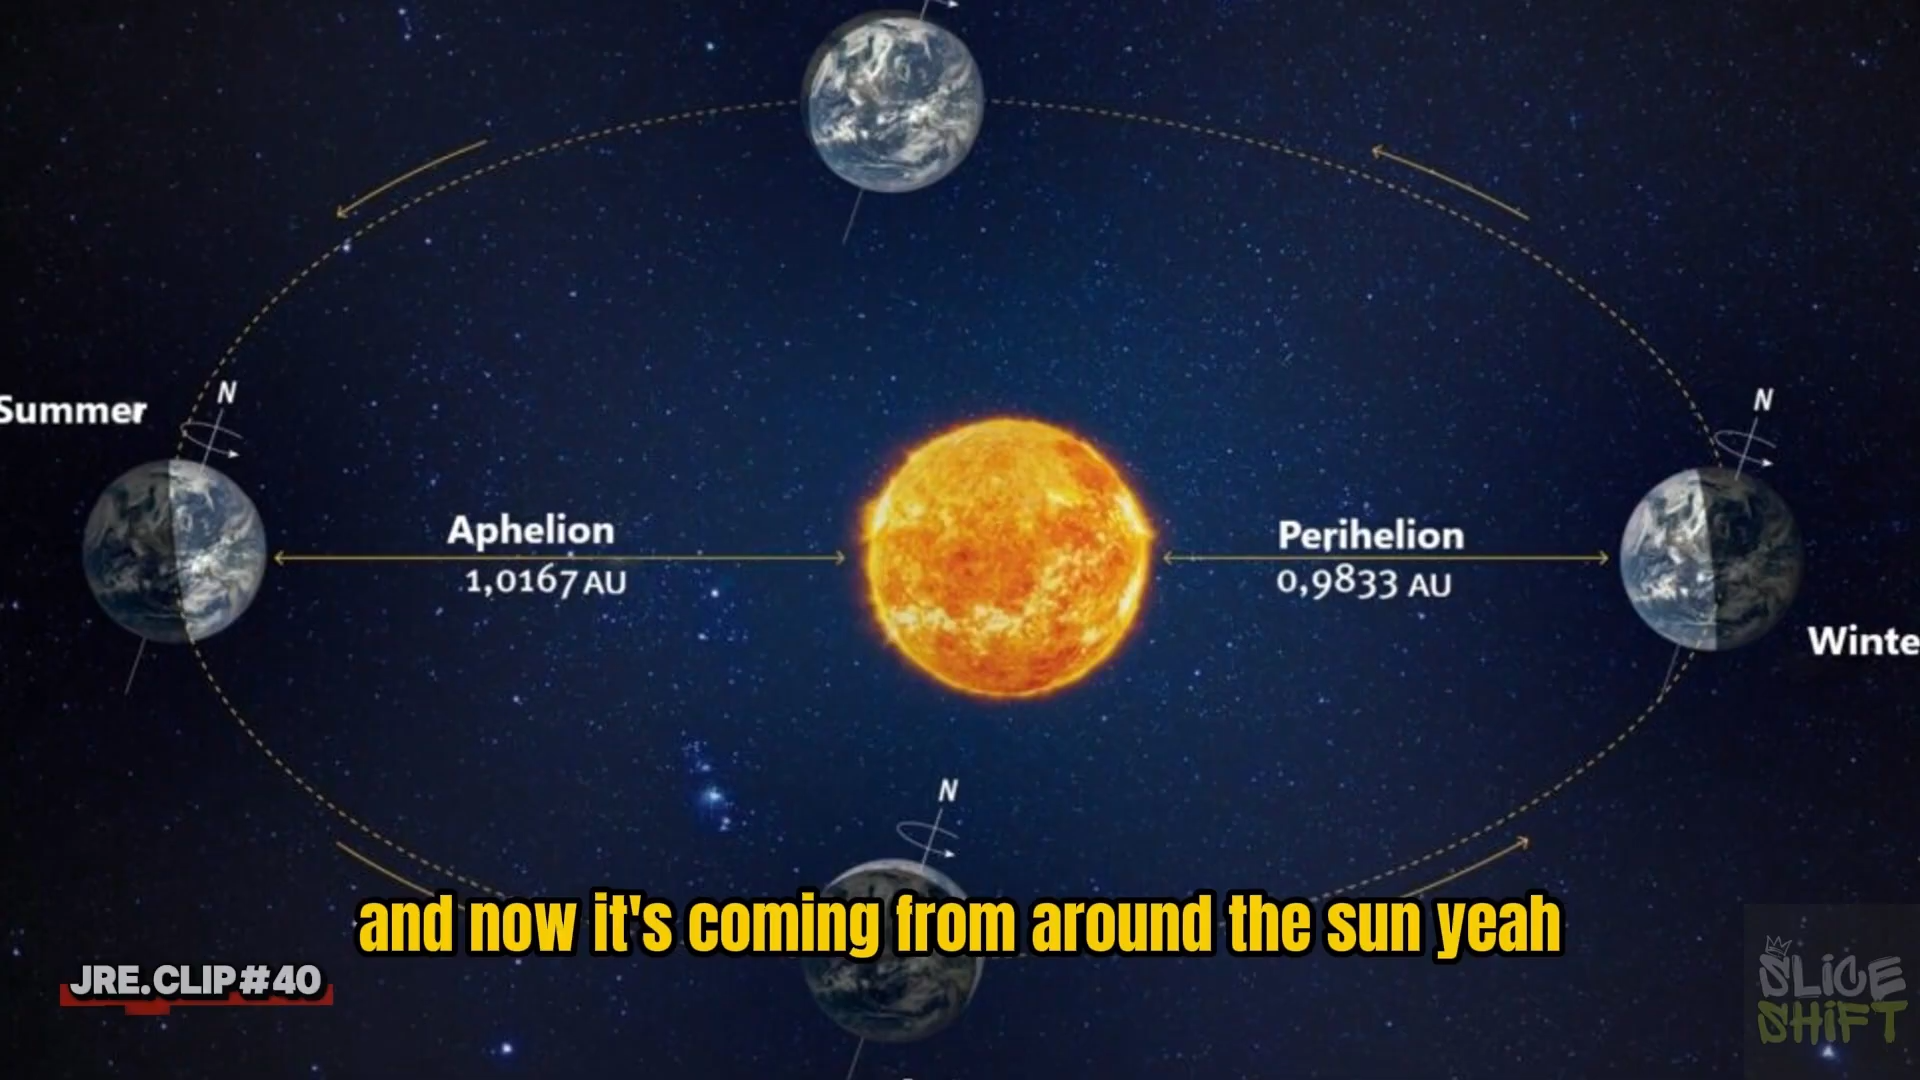 N
N
Summer
Aphelion
1,0167 AU
Perihelion
0,9833 AU
Winte
N
and now it's coming from around the sun yeah
JRE.CLIP#40
SLICE
SHIFT